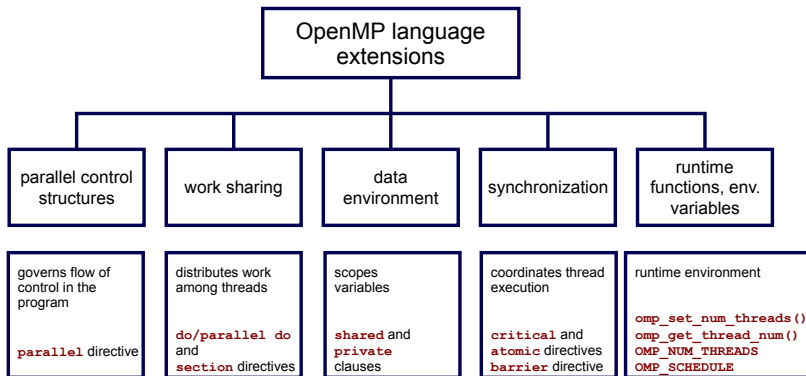 OpenMP language
extensions
parallel control
structures
work sharing
data
environment
synchronization
runtime
functions, env.
variables
governs flow of
control in the
program
parallel directive
distributes work
among threads
do/parallel do
and
section directives
scopes
variables
shared and
private
clauses
coordinates thread
execution
critical and
atomic directives
barrier directive
runtime environment
omp_set_num_threads()
omp_get_thread_num()
OMP_NUM_THREADS
OMP_SCHEDULE